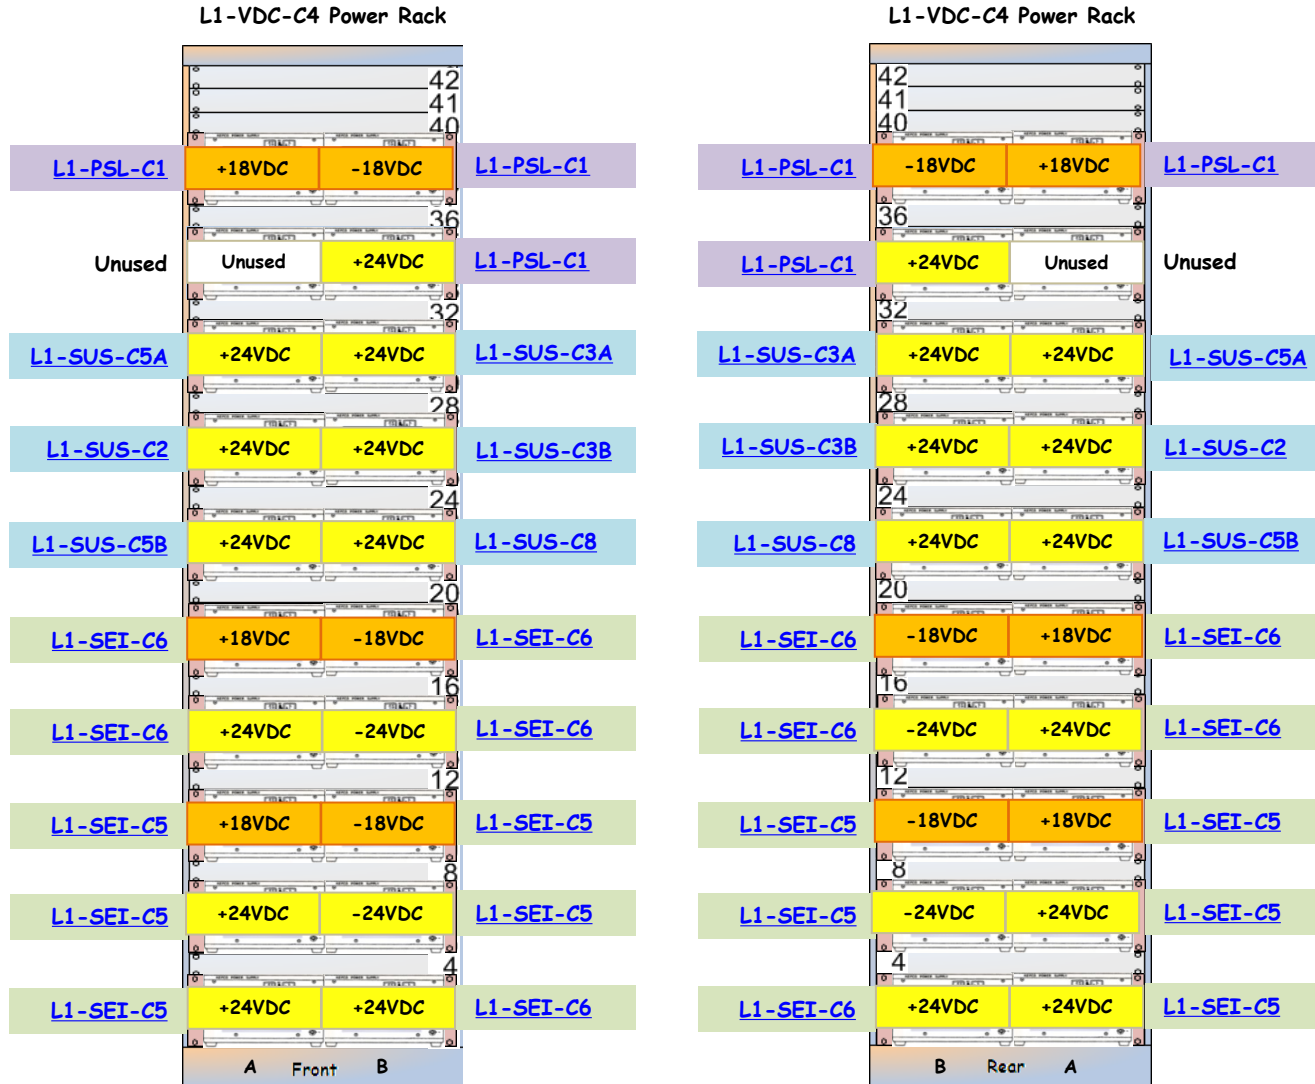 L1-VDC-C4 Power Rack
42
41
40
L1-PSL-C1 +18VDC -18VDC L1-PSL-C1
36
Unused Unused +24VDC L1-PSL-C1
32
L1-SUS-C5A +24VDC +24VDC L1-SUS-C3A
28
L1-SUS-C2 +24VDC +24VDC L1-SUS-C3B
24
L1-SUS-C5B +24VDC +24VDC L1-SUS-C8
20
L1-SEI-C6 +18VDC -18VDC L1-SEI-C6
16
L1-SEI-C6 +24VDC -24VDC L1-SEI-C6
12
L1-SEI-C5 +18VDC -18VDC L1-SEI-C5
8
L1-SEI-C5 +24VDC -24VDC L1-SEI-C5
4
L1-SEI-C5 +24VDC +24VDC L1-SEI-C6
A Front B
L1-VDC-C4 Power Rack
42
41
40
L1-PSL-C1 -18VDC +18VDC L1-PSL-C1
36
L1-PSL-C1 +24VDC Unused Unused
32
L1-SUS-C3A +24VDC +24VDC L1-SUS-C5A
28
L1-SUS-C3B +24VDC +24VDC L1-SUS-C2
24
L1-SUS-C8 +24VDC +24VDC L1-SUS-C5B
20
L1-SEI-C6 -18VDC +18VDC L1-SEI-C6
16
L1-SEI-C6 -24VDC +24VDC L1-SEI-C6
12
L1-SEI-C5 -18VDC +18VDC L1-SEI-C5
8
L1-SEI-C5 -24VDC +24VDC L1-SEI-C5
4
L1-SEI-C6 +24VDC +24VDC L1-SEI-C5
B Rear A